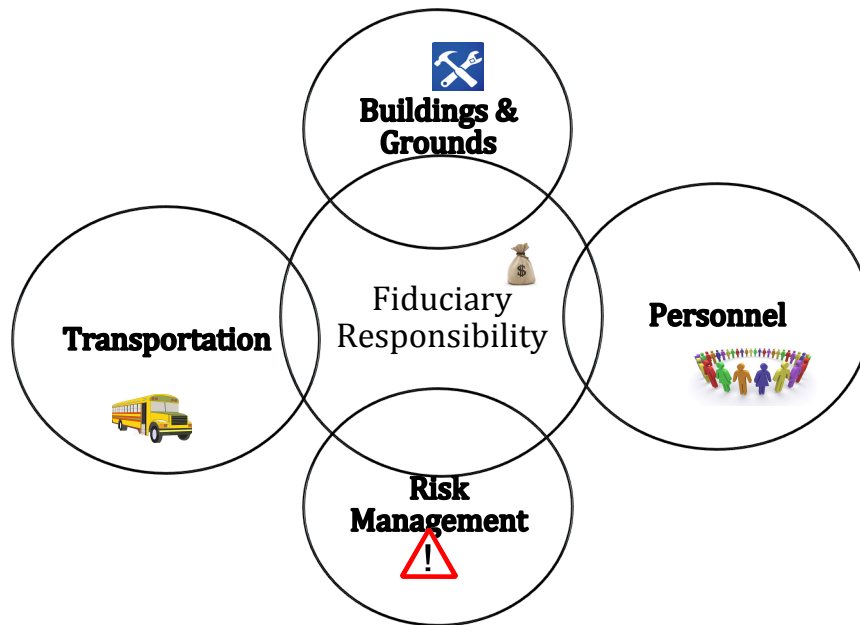 Buildings &
Grounds
$
Fiduciary
Responsibility
Transportation
Personnel
Risk
Management
!